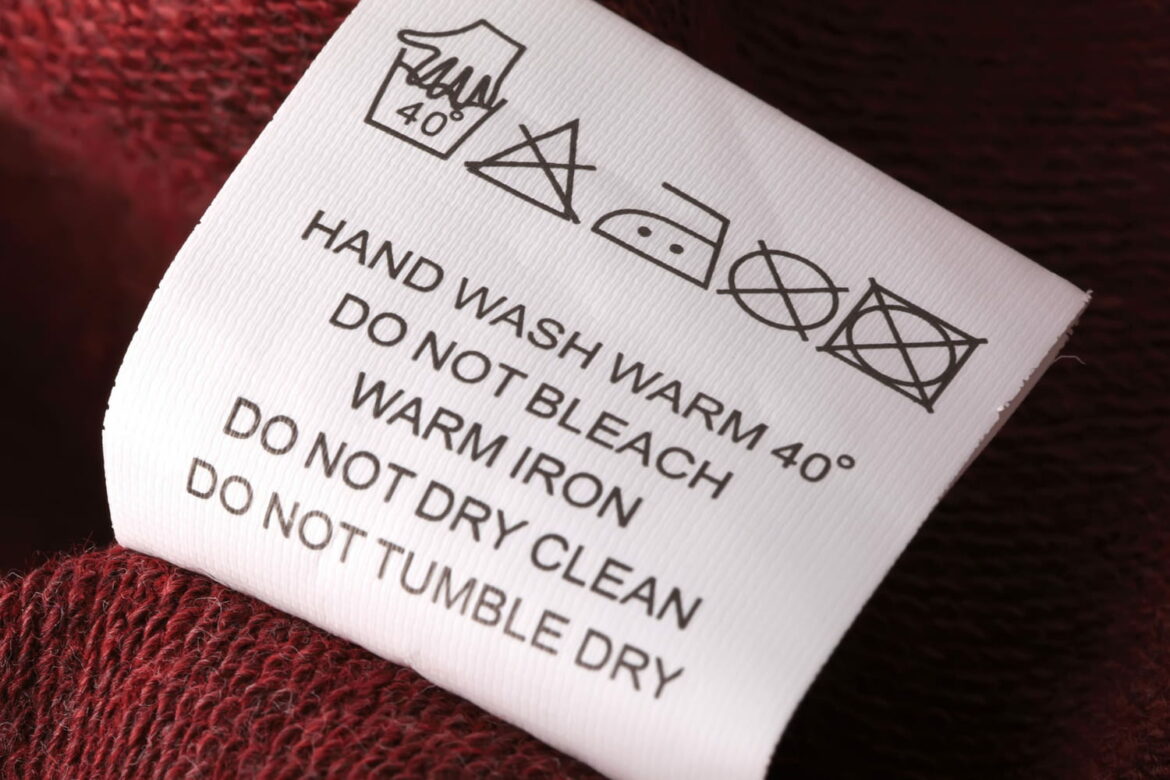 40°
HAND WASH WARM 40°
DO NOT BLEACH
WARM IRON
DO NOT DRY CLEAN
DO NOT TUMBLE DRY